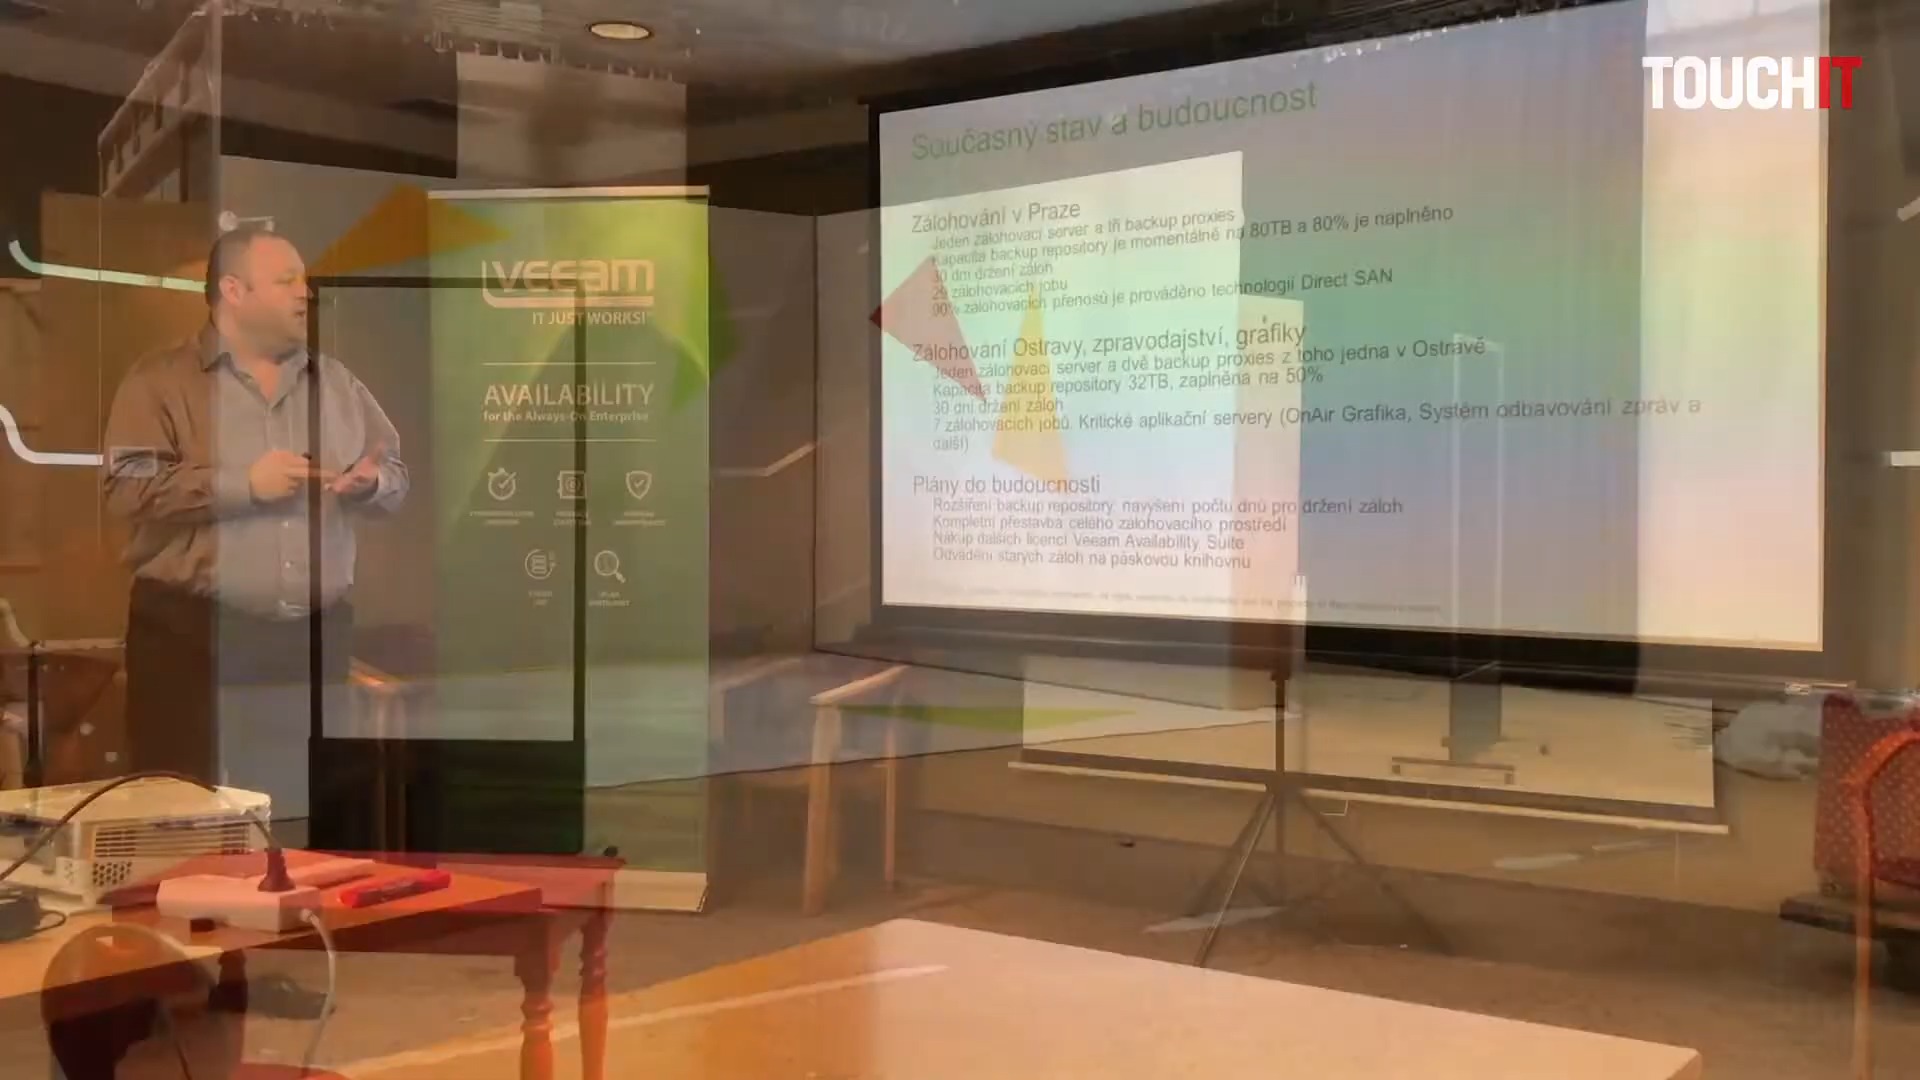 TOUCHIT
Současný stav a budoucnost
Zálohování v Praze
Jeden zálohovací server a tři backup proxies
Kapacita backup repository je momentálně na 80TB a 80% je naplněno
30 dní držení záloh
29 zálohovacích jobu
90% zálohovacích přenosů je prováděno technologií Direct SAN
Zálohování Ostravy, zpravodajství, grafiky
Jeden zálohovací server a dvě backup proxies z toho jedna v Ostravě
Kapacita backup repository 32TB, zaplněna na 50%
30 dní držení záloh
7 zálohovacích jobů. Kritické aplikační servery (OnAir Grafika, Systém odbavování zpráv a
další)
Plány do budoucnosti
Rozšíření backup repository, navýšení počtu dnů pro držení záloh
Kompletní přestavba celého zálohovacího prostředí
Nákup dalších licencí Veeam Availability Suite
Odvádění starých záloh na páskovou knihovnu
VEEAM
IT JUST WORKS!
AVAILABILITY
for the Always-On Enterprise